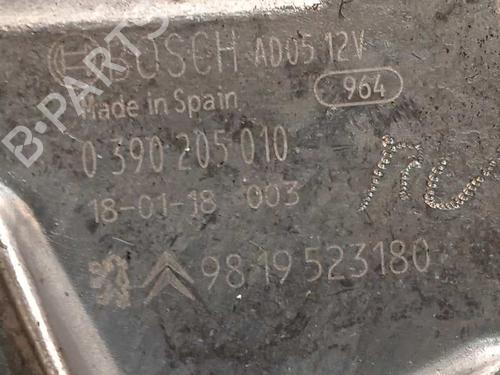 BOSCH AD05 12V
Made in Spain 964
0 390 205 010
18-01-18 003
9819523180
B-PARTS